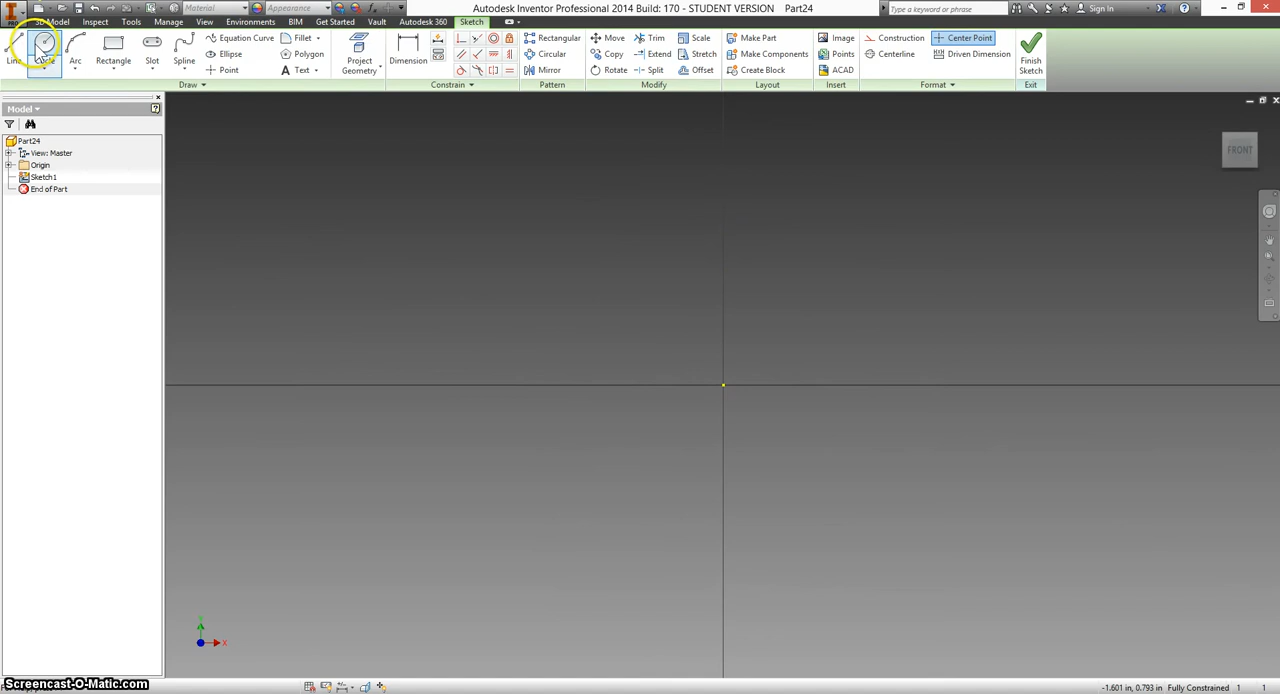 Autodesk Inventor Professional 2014 Build: 170 - STUDENT VERSION Part24
Material
Appearance
Type a keyword or phrase
Sign In
PRO
3D Model Inspect Tools Manage View Environments BIM Get Started Vault Autodesk 360 Sketch
Line
Circle
Arc
Rectangle
Slot
Spline
Equation Curve
Ellipse
Point
Fillet
Polygon
Text
Project Geometry
Dimension
Rectangular
Circular
Mirror
Move
Copy
Rotate
Trim
Extend
Split
Scale
Stretch
Offset
Make Part
Make Components
Create Block
Image
Points
ACAD
Construction
Centerline
Center Point
Driven Dimension
Finish Sketch
Draw
Constrain
Pattern
Modify
Layout
Insert
Format
Exit
Model
Part24
View: Master
Origin
Sketch1
End of Part
FRONT
X
Screencast-O-Matic.com
-1.601 in, 0.793 in Fully Constrained 1 1